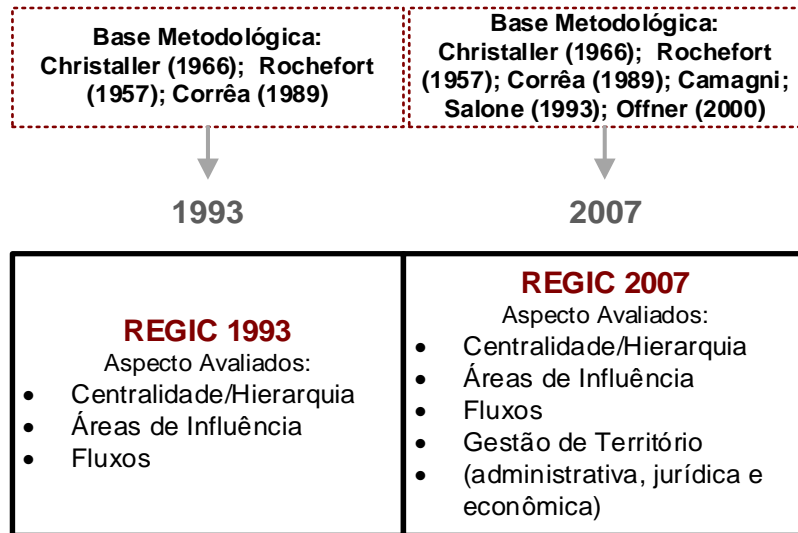 Base Metodológica:
Christaller (1966); Rochefort
(1957); Corrêa (1989)
Base Metodológica:
Christaller (1966); Rochefort
(1957); Corrêa (1989); Camagni;
Salone (1993); Offner (2000)
1993
2007
REGIC 1993
Aspecto Avaliados:
• Centralidade/Hierarquia
• Áreas de Influência
• Fluxos
REGIC 2007
Aspecto Avaliados:
• Centralidade/Hierarquia
• Áreas de Influência
• Fluxos
• Gestão de Território
• (administrativa, jurídica e
econômica)